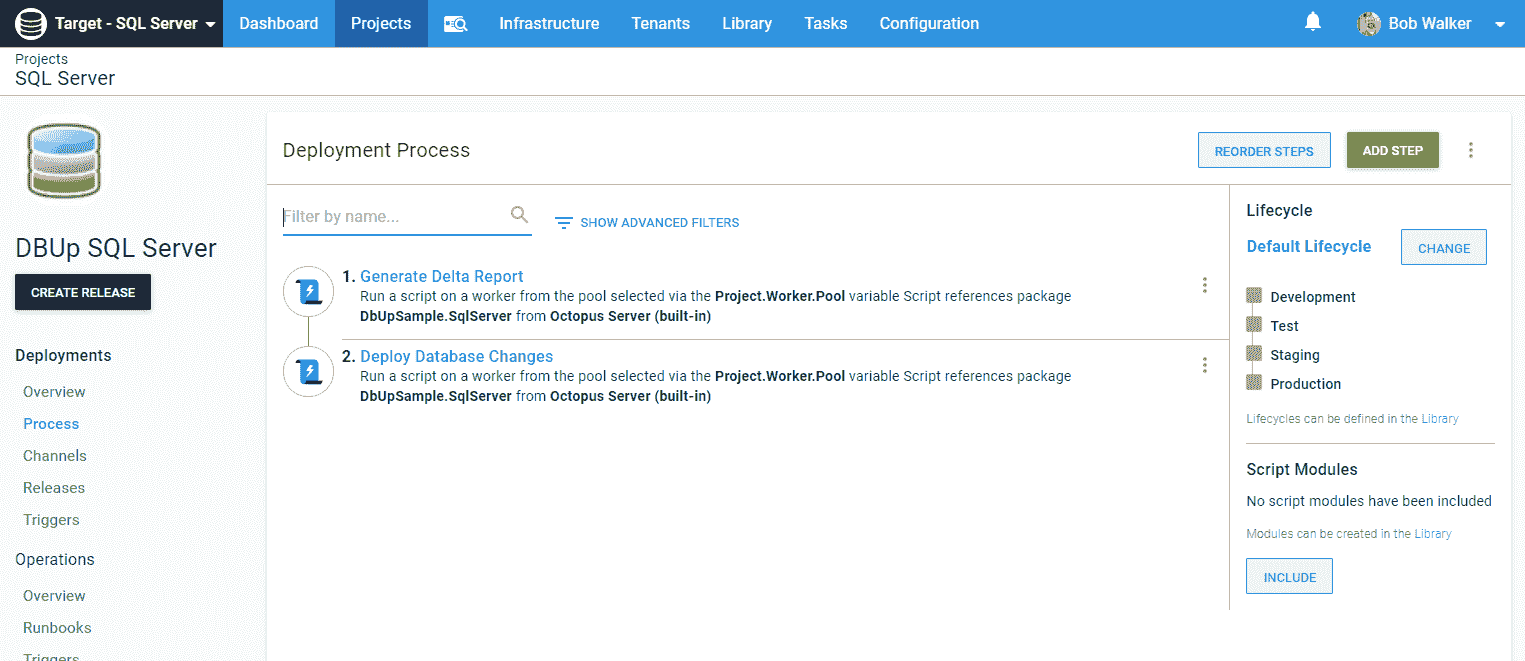 Target - SQL Server
Dashboard
Projects
Infrastructure
Tenants
Library
Tasks
Configuration
Bob Walker
Projects
SQL Server
DBUp SQL Server
CREATE RELEASE
Deployments
Overview
Process
Channels
Releases
Triggers
Operations
Overview
Runbooks
Triggers
Deployment Process
REORDER STEPS
ADD STEP
Filter by name...
SHOW ADVANCED FILTERS
1. Generate Delta Report
Run a script on a worker from the pool selected via the Project.Worker.Pool variable Script references package
DbUpSample.SqlServer from Octopus Server (built-in)
2. Deploy Database Changes
Run a script on a worker from the pool selected via the Project.Worker.Pool variable Script references package
DbUpSample.SqlServer from Octopus Server (built-in)
Lifecycle
Default Lifecycle
CHANGE
Development
Test
Staging
Production
Lifecycles can be defined in the Library
Script Modules
No script modules have been included
Modules can be created in the Library
INCLUDE